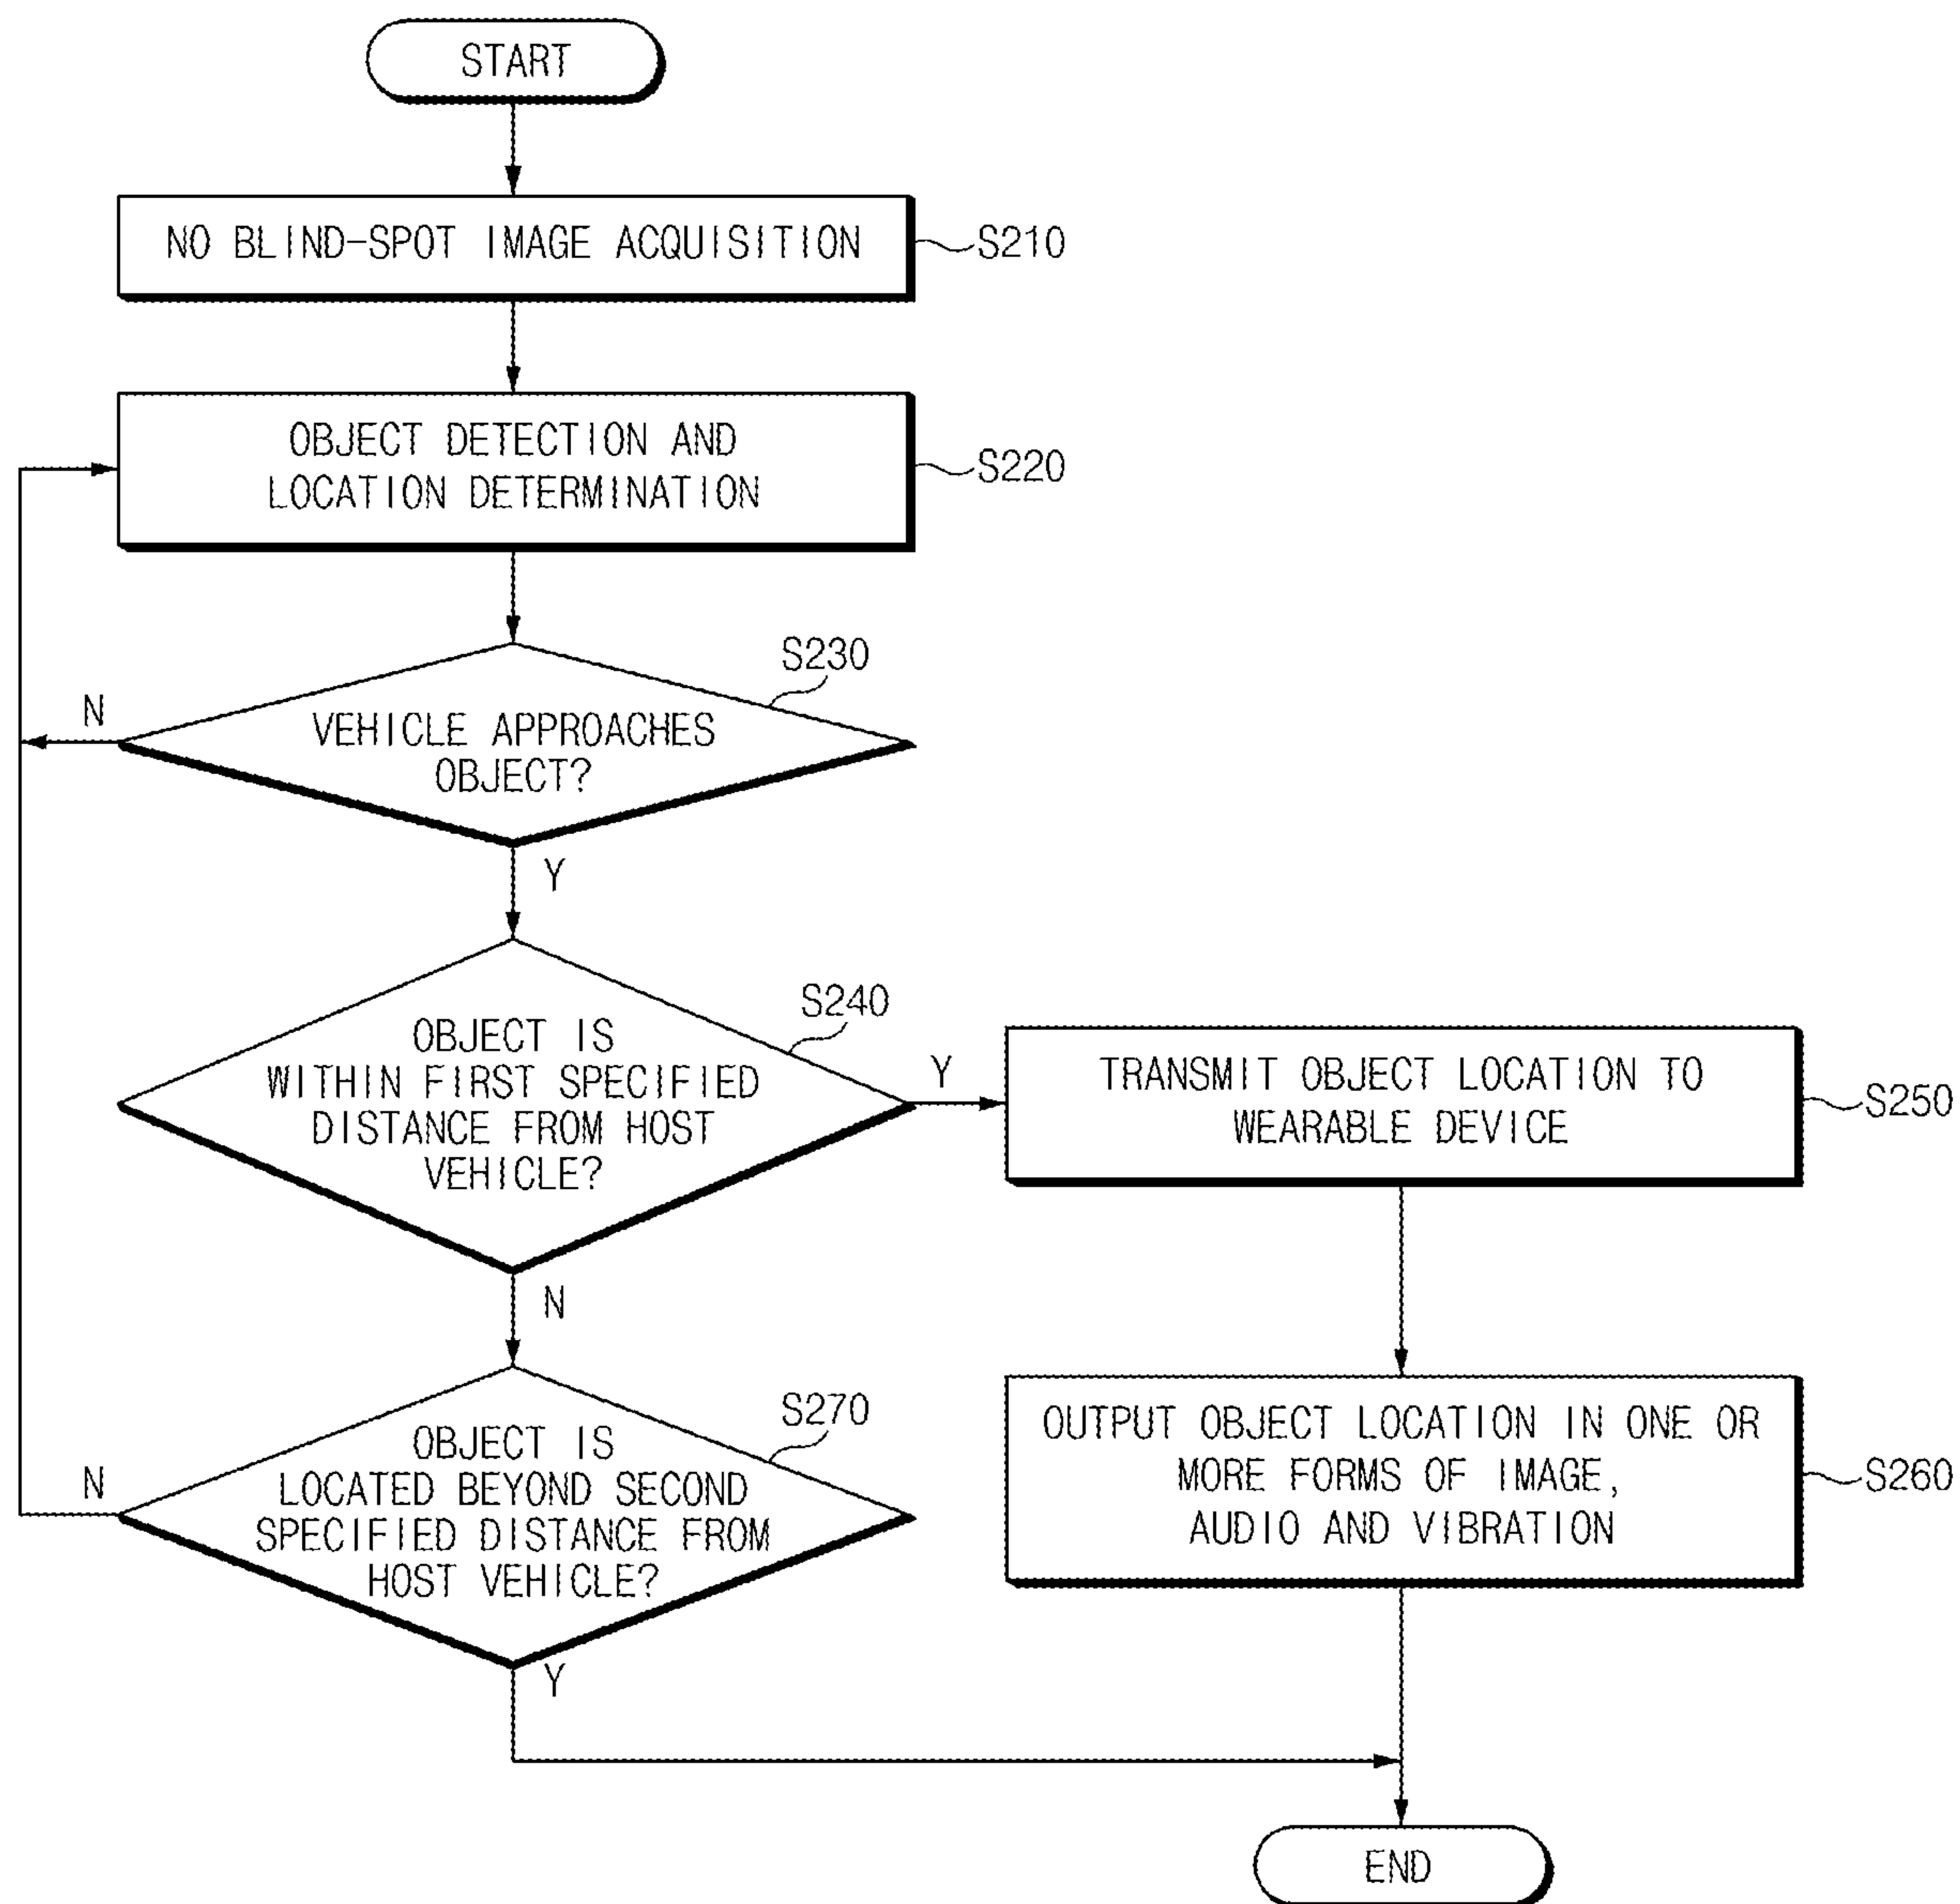 START
NO BLIND-SPOT IMAGE ACQUISITION
S210
OBJECT DETECTION AND
LOCATION DETERMINATION
S220
S230
N
VEHICLE APPROACHES
OBJECT?
Y
S240
OBJECT IS
WITHIN FIRST SPECIFIED
DISTANCE FROM HOST
VEHICLE?
Y
TRANSMIT OBJECT LOCATION TO
WEARABLE DEVICE
S250
N
S270
OBJECT IS
LOCATED BEYOND SECOND
SPECIFIED DISTANCE FROM
HOST VEHICLE?
N
Y
OUTPUT OBJECT LOCATION IN ONE OR
MORE FORMS OF IMAGE,
AUDIO AND VIBRATION
S260
END